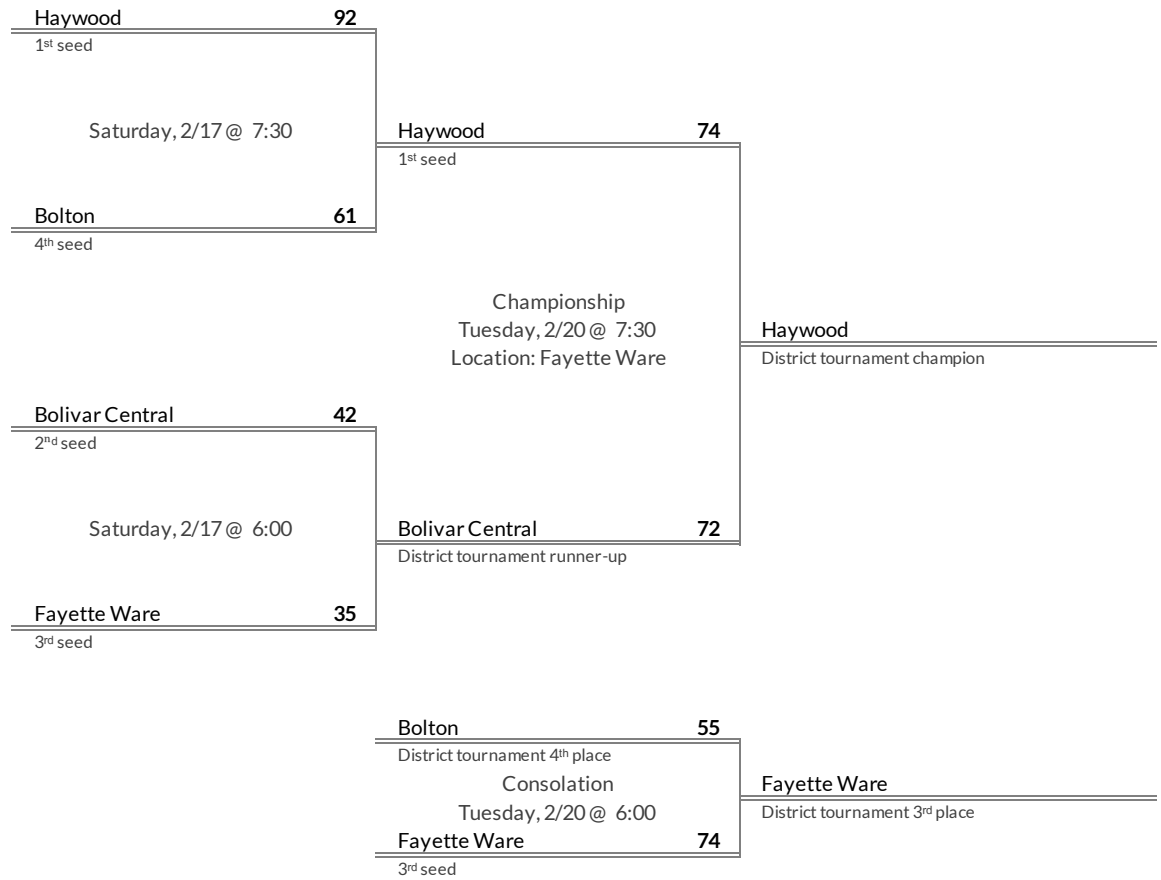 Haywood 92
1st seed
Saturday, 2/17 @ 7:30
Haywood 74
1st seed
Bolton 61
4th seed
Championship
Tuesday, 2/20 @ 7:30
Location: Fayette Ware
Haywood
District tournament champion
Bolivar Central 42
2nd seed
Saturday, 2/17 @ 6:00
Bolivar Central 72
District tournament runner-up
Fayette Ware 35
3rd seed
Bolton 55
District tournament 4th place
Consolation
Tuesday, 2/20 @ 6:00
Fayette Ware
District tournament 3rd place
Fayette Ware 74
3rd seed